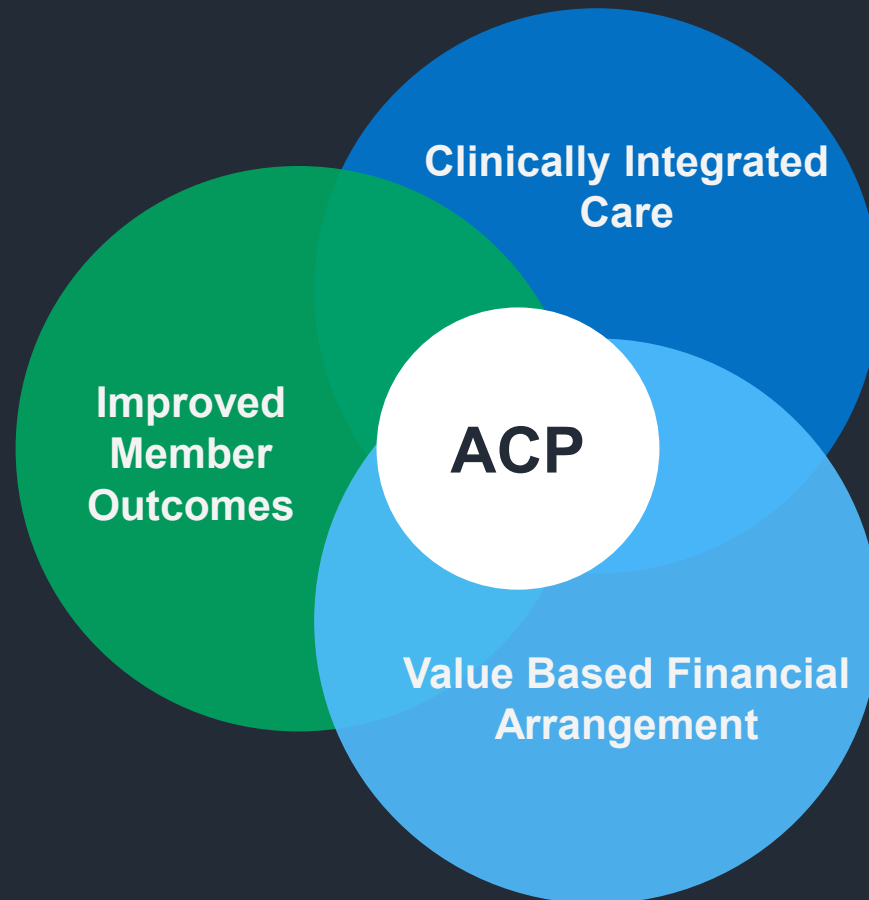 Clinically Integrated
Care
Improved
Member
Outcomes
ACP
Value Based Financial
Arrangement